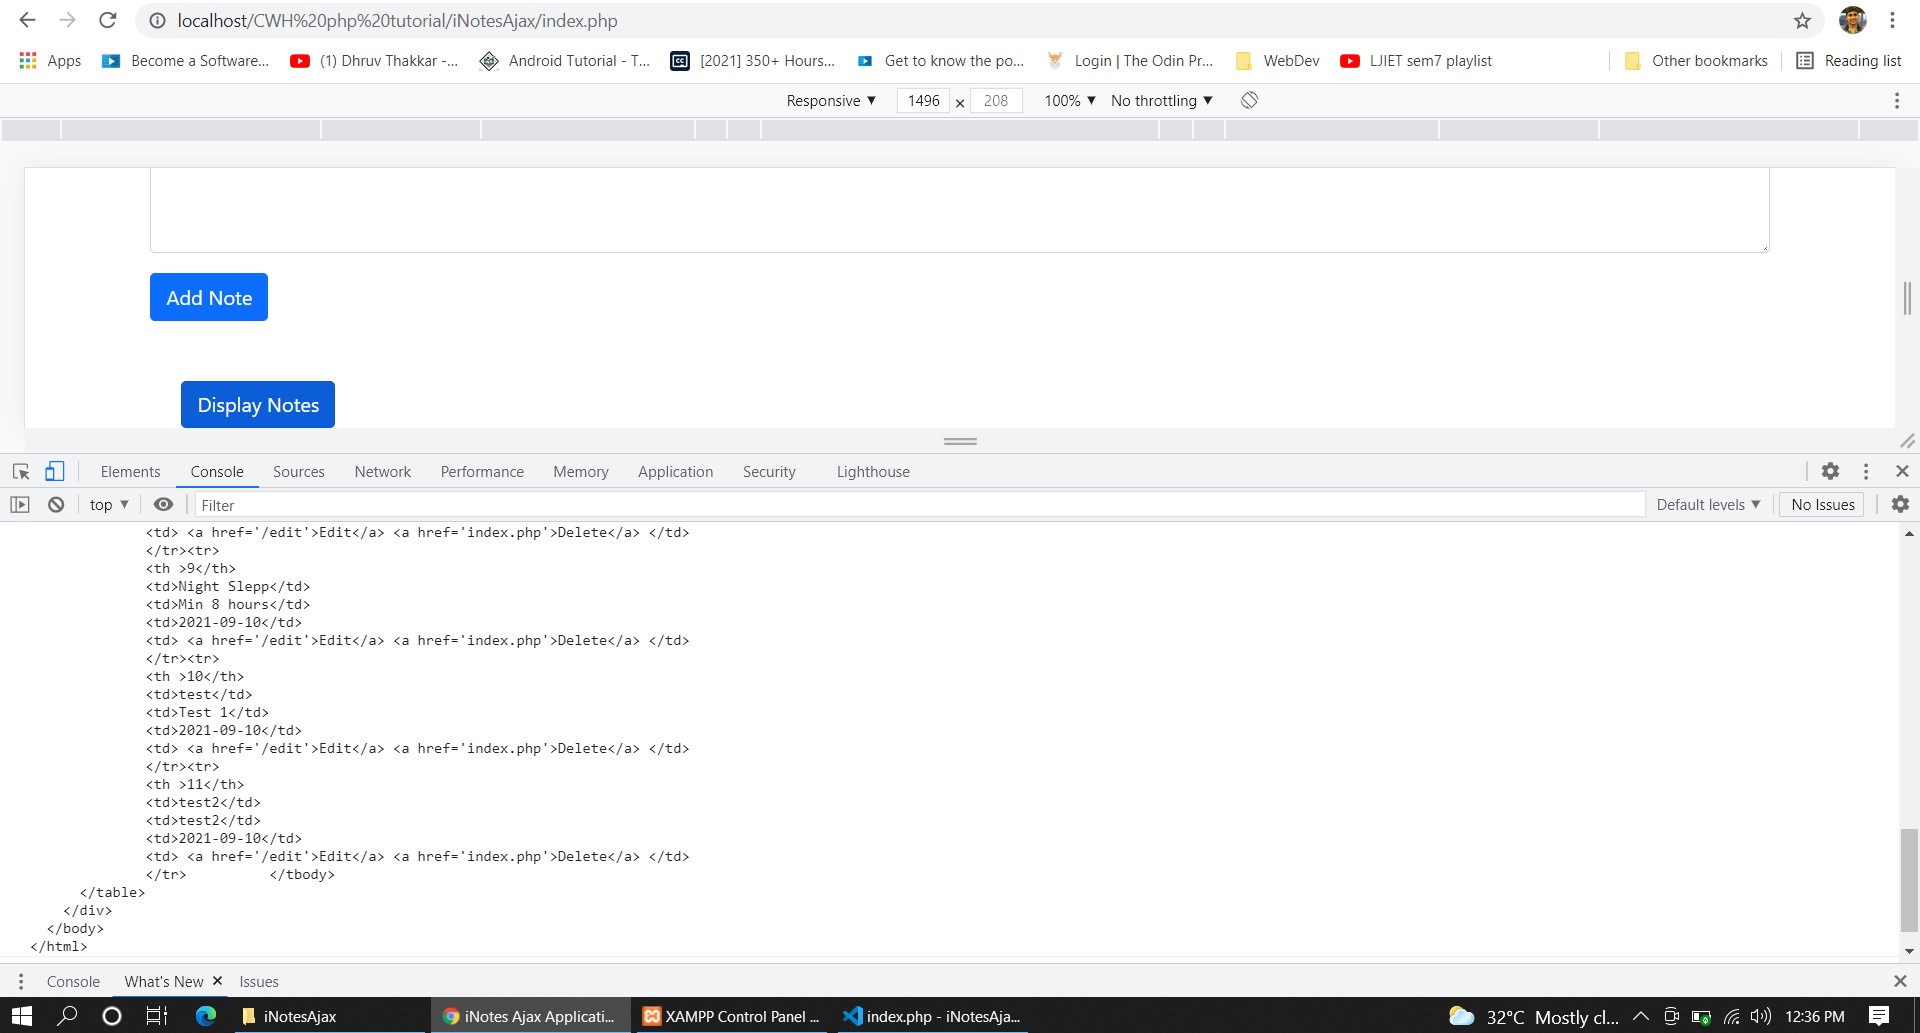 localhost/CWH%20php%20tutorial/iNotesAjax/index.php
Apps Become a Software... (1) Dhruv Thakkar -... Android Tutorial - T... [2021] 350+ Hours... Get to know the po... Login | The Odin Pr... WebDev LJIET sem7 playlist Other bookmarks Reading list
Responsive ▼ 1496 × 208 100% ▼ No throttling ▼
Add Note
Display Notes
Elements Console Sources Network Performance Memory Application Security Lighthouse
top ▼ Filter Default levels ▼ No Issues
<td> <a href='/edit'>Edit</a> <a href='index.php'>Delete</a> </td>
</tr><tr>
<th >9</th>
<td>Night Slepp</td>
<td>Min 8 hours</td>
<td>2021-09-10</td>
<td> <a href='/edit'>Edit</a> <a href='index.php'>Delete</a> </td>
</tr><tr>
<th >10</th>
<td>test</td>
<td>Test 1</td>
<td>2021-09-10</td>
<td> <a href='/edit'>Edit</a> <a href='index.php'>Delete</a> </td>
</tr><tr>
<th >11</th>
<td>test2</td>
<td>test2</td>
<td>2021-09-10</td>
<td> <a href='/edit'>Edit</a> <a href='index.php'>Delete</a> </td>
</tr>          </tbody>
</table>
</div>
</body>
</html>
Console What's New × Issues
iNotesAjax iNotes Ajax Applicati... XAMPP Control Panel ... index.php - iNotesAja... 32°C Mostly cl... 12:36 PM